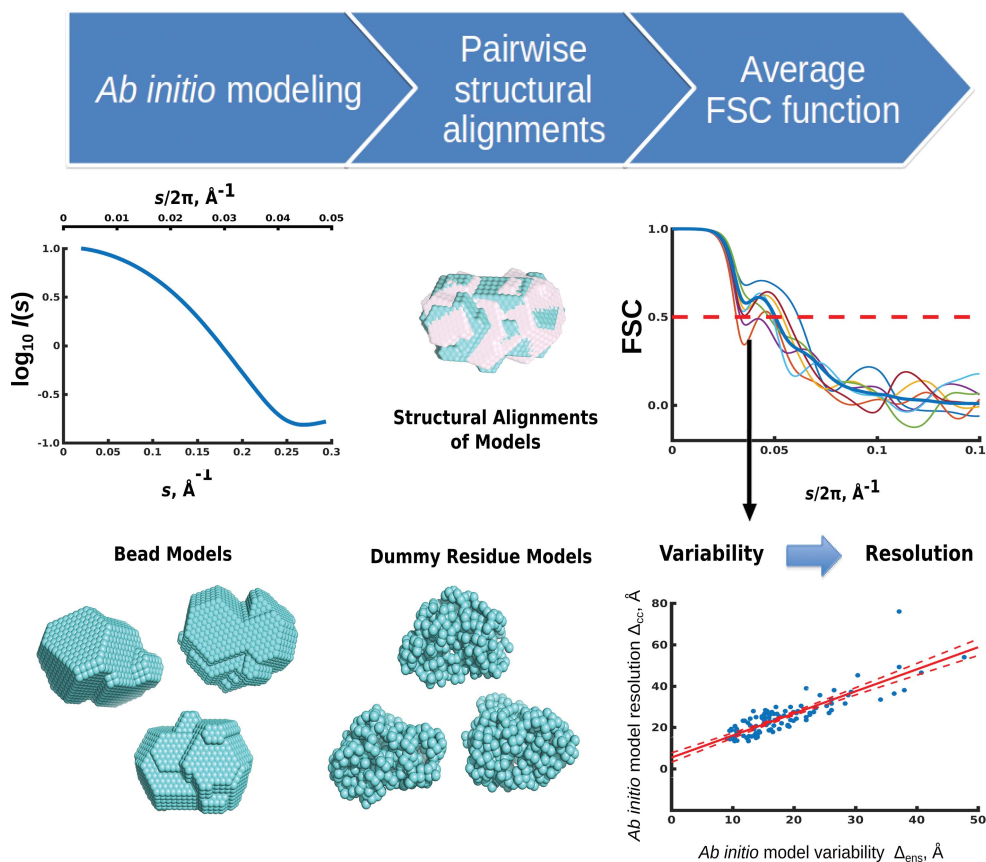 Ab initio modeling
Pairwise
structural
alignments
Average
FSC function
s/2π, Å-1
0 0.01 0.02 0.03 0.04 0.05
log10 I(s)
1.0
0.5
0
-0.5
-1.0
0 0.05 0.1 0.15 0.2 0.25 0.3
s, Å-1
Structural Alignments
of Models
FSC
1.0
0.5
0.0
0 0.05 0.1 0.1
s/2π, Å-1
Bead Models
Dummy Residue Models
Variability
Resolution
Ab initio model resolution Δcc, Å
80
60
40
20
0
0 10 20 30 40 50
Ab initio model variability Δens, Å